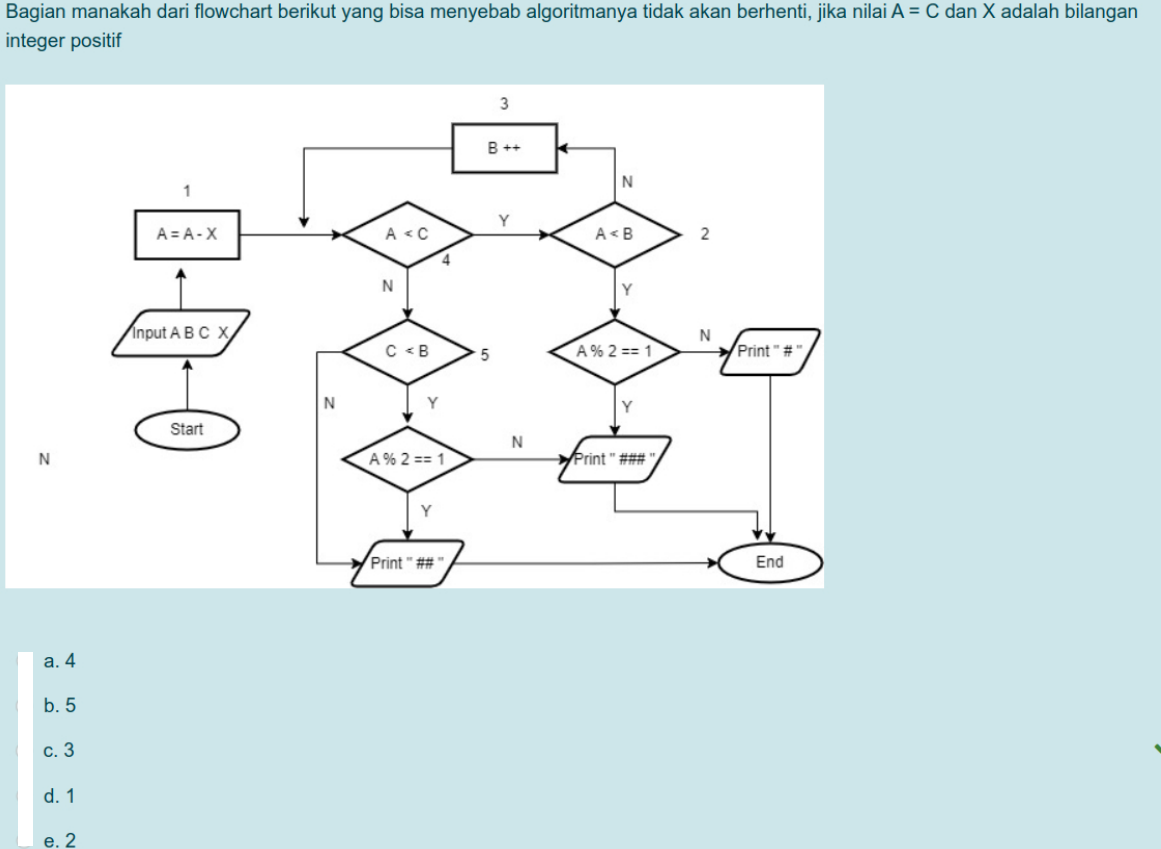 Bagian manakah dari flowchart berikut yang bisa menyebab algoritmanya tidak akan berhenti, jika nilai A = C dan X adalah bilangan
integer positif
3
B ++
N
1
A = A - X
A < C
4
Y
A < B
2
N
Y
Input A B C X
C < B
5
A % 2 == 1
N
Print " # "
N
Y
Y
Start
N
A % 2 == 1
N
Print " ### "
Y
Print " ## "
End
a. 4
b. 5
c. 3
d. 1
e. 2